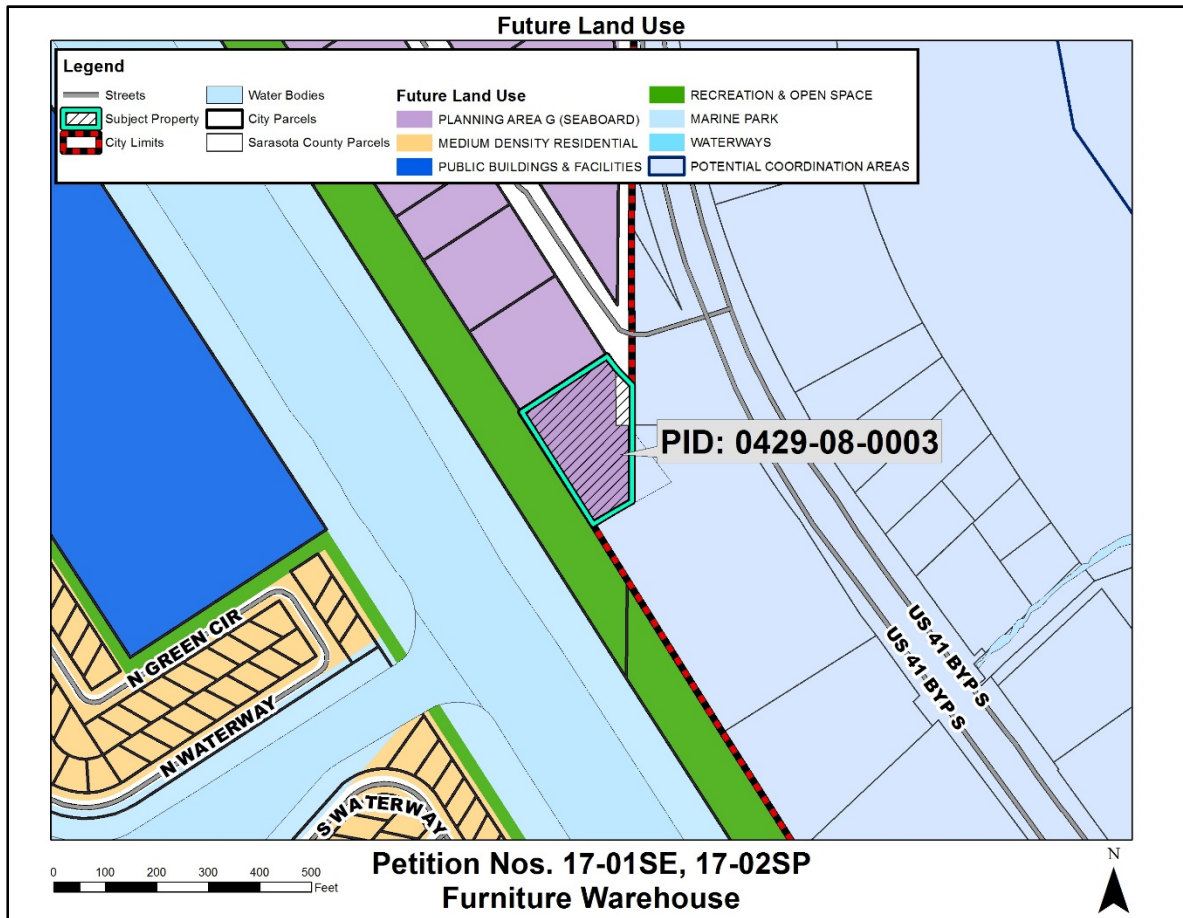 Future Land Use
Legend
Streets
Subject Property
City Limits
Water Bodies
City Parcels
Sarasota County Parcels
Future Land Use
PLANNING AREA G (SEABOARD)
MEDIUM DENSITY RESIDENTIAL
PUBLIC BUILDINGS & FACILITIES
RECREATION & OPEN SPACE
MARINE PARK
WATERWAYS
POTENTIAL COORDINATION AREAS
PID: 0429-08-0003
N GREEN CIR
N WATERWAY
S WATERWAY
US 41 BYP S
US 41 BYP S
0 100 200 300 400 500
Feet
Petition Nos. 17-01SE, 17-02SP
Furniture Warehouse
N